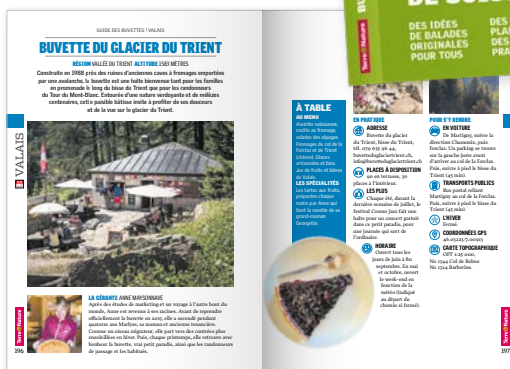 GUIDE DES BUVETTES | VALAIS
BUVETTE DU GLACIER DU TRIENT
RÉGION VALLÉE DU TRIENT ALTITUDE 1583 MÈTRES
Construite en 1988 près des ruines d'anciennes caves à fromages emportées
par une avalanche, la buvette est une halte bienvenue tant pour les familles
en promenade le long du bisse du Trient que pour les randonneurs
du Tour du Mont-Blanc. Entourée d'une nature verdoyante et de mélèzes
centenaires, cette paisible bâtisse invite à profiter de ses douceurs
et de la vue sur le glacier du Trient.
VALAIS
LA GÉRANTE ANNE MAYSONNAVE
Après des études de marketing et un voyage à l'autre bout du
monde, Anne est revenue à ses racines. Avant de reprendre
officiellement la buvette en 2017, elle a secondé pendant
quatorze ans Marlyse, sa maman et ancienne tenancière.
Comme un oiseau migrateur, elle part vers des contrées plus
ensoleillées en hiver. Puis, chaque printemps, elle retrouve avec
bonheur la buvette, vrai petit paradis, ainsi que les randonneurs
de passage et les habitués.
Terre&Nature
196
DES IDÉES
DE BALADES
ORIGINALES
POUR TOUS
DES
Terre&Nature
À TABLE
AU MENU
Assiette valaisanne,
croûte au fromage,
salades des alpages.
Fromages du col de la
Forclaz et de Trient
(chèvre). Glaces
artisanales et bios.
Jus de fruits et bières
du Valais.
LES SPÉCIALITÉS
Les tartes aux fruits,
préparées chaque
matin par Anne qui
tient la recette de sa
grand-maman
Georgette.
EN PRATIQUE
ADRESSE
Buvette du glacier
du Trient, bisse du Trient,
tél. 079 635 96 44,
buvetteduglaciertrient.ch,
info@buvetteduglaciertrient.ch
PLACES À DISPOSITION
90 en terrasse, 30
places à l'intérieur.
LES PLUS
Chaque été, durant la
dernière semaine de juillet, le
festival Cosmo Jazz fait une
halte pour un concert gratuit
dans ce petit paradis, pour
une journée qui sort de
l'ordinaire.
HORAIRE
Ouvert tous les
jours de juin à fin
septembre. En mai
et octobre, ouvert
le week-end en
fonction de la
météo (indiqué
au départ du
chemin si fermé).
POUR S'Y RENDRE
EN VOITURE
De Martigny, suivre la
direction Chamonix, puis
Forclaz. Un parking se trouve
sur la gauche juste avant
d'arriver au col de la Forclaz.
Puis, suivre à pied le bisse du
Trient (45 min).
TRANSPORTS PUBLICS
Bus postal reliant
Martigny au col de la Forclaz.
Puis, suivre à pied le bisse du
Trient (45 min).
L'HIVER
Fermé.
COORDONNÉES GPS
CARTE TOPOGRAPHIQUE
OFT 1:25 000,
No 1344 Col de Balme
No 1324 Barberine.
Terre&Nature
197